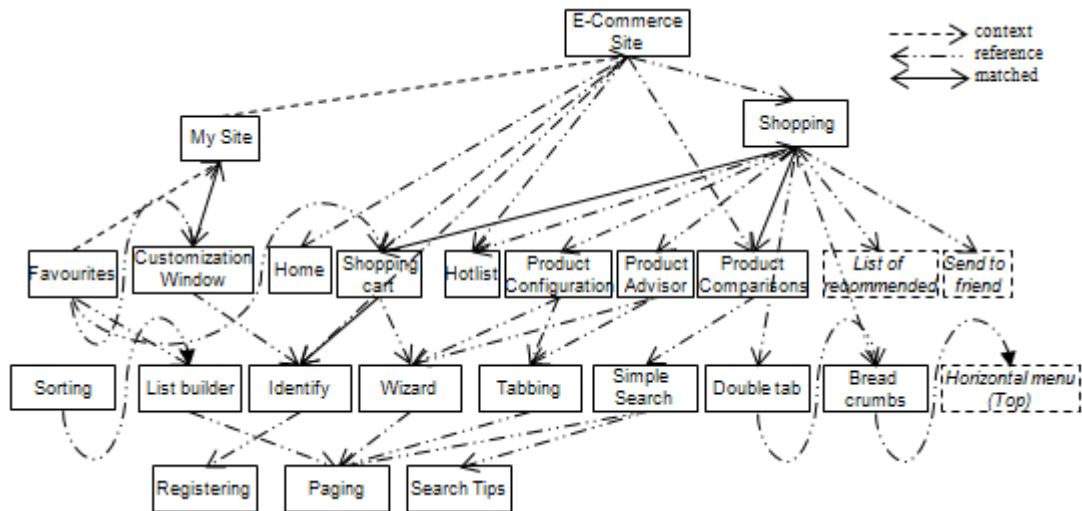 E-Commerce
Site
context
reference
matched
My Site
Shopping
Favourites
Customization
Window
Home
Shopping
cart
Hotlist
Product
Configuration
Product
Advisor
Product
Comparisons
List of
recommended
Send to
friend
Sorting
List builder
Identify
Wizard
Tabbing
Simple
Search
Double tab
Bread
crumbs
Horizontal menu
(Top)
Registering
Paging
Search Tips